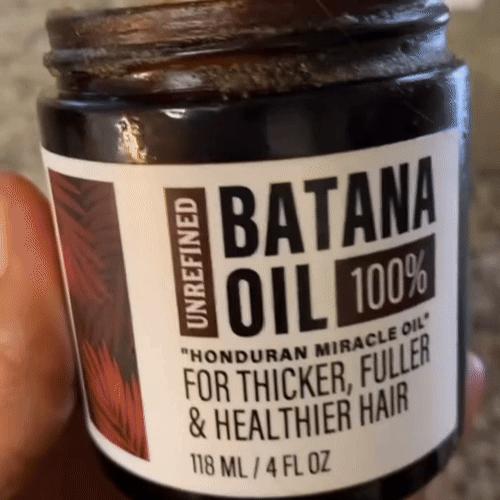 UNREFINED
BATANA
OIL 100%
"HONDURAN MIRACLE OIL"
FOR THICKER, FULLER
& HEALTHIER HAIR
118 ML / 4 FL OZ